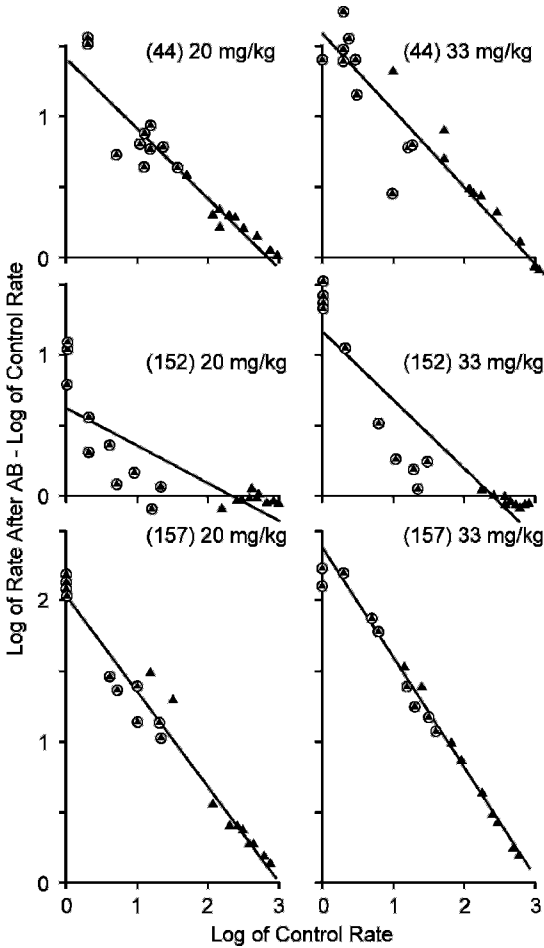 (44) 20 mg/kg
(44) 33 mg/kg
1
0
(152) 20 mg/kg
(152) 33 mg/kg
1
0
(157) 20 mg/kg
(157) 33 mg/kg
2
1
0
0 1 2 3
0 1 2 3
Log of Control Rate
Log of Rate After AB - Log of Control Rate